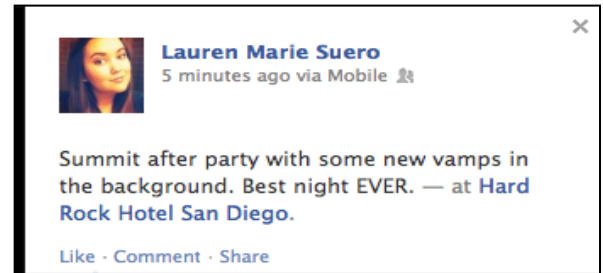 Lauren Marie Suero
5 minutes ago via Mobile
Summit after party with some new vamps in
the background. Best night EVER. — at Hard
Rock Hotel San Diego.
Like · Comment · Share